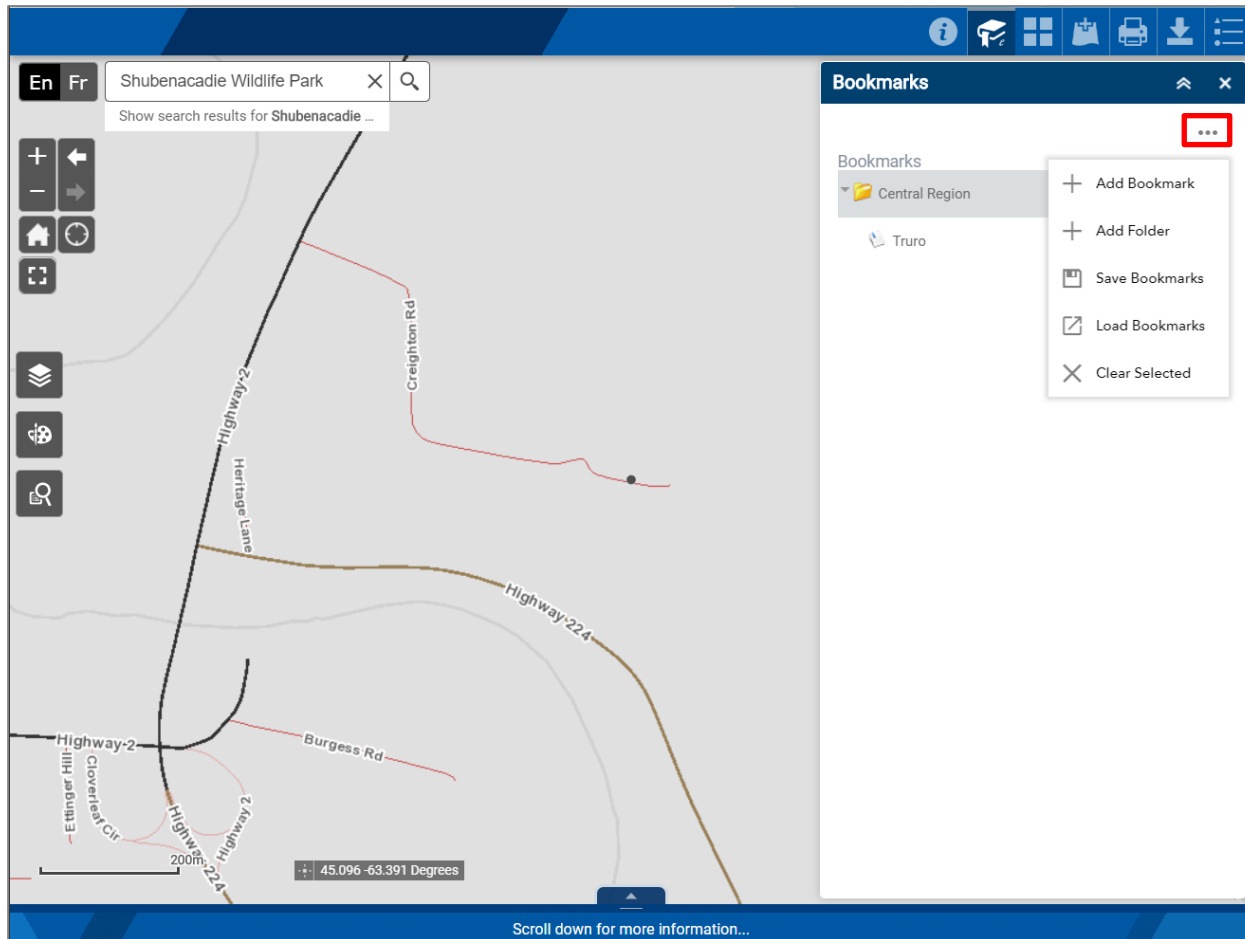 En Fr
Shubenacadie Wildlife Park
Show search results for Shubenacadie ...
Bookmarks
Bookmarks
Central Region
Truro
Add Bookmark
Add Folder
Save Bookmarks
Load Bookmarks
Clear Selected
Creighton Rd
Highway 2
Heritage Lane
Highway 224
Highway 2
Burgess Rd
Ettinger Hill
Cloverleaf Cir
Highway 224
Highway 2
200m
45.096 -63.391 Degrees
Scroll down for more information...